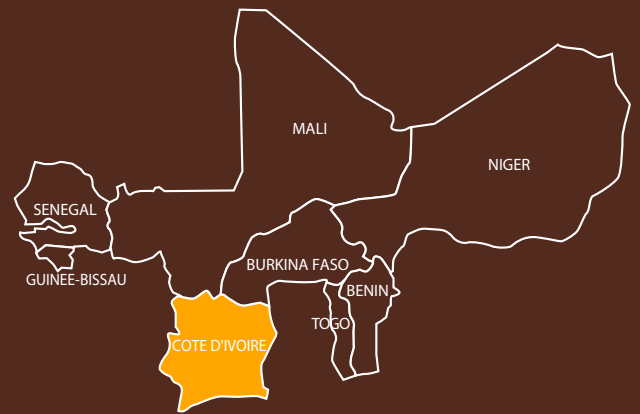 MALI
NIGER
SENEGAL
BURKINA FASO
GUINEE-BISSAU
BENIN
TOGO
COTE D'IVOIRE